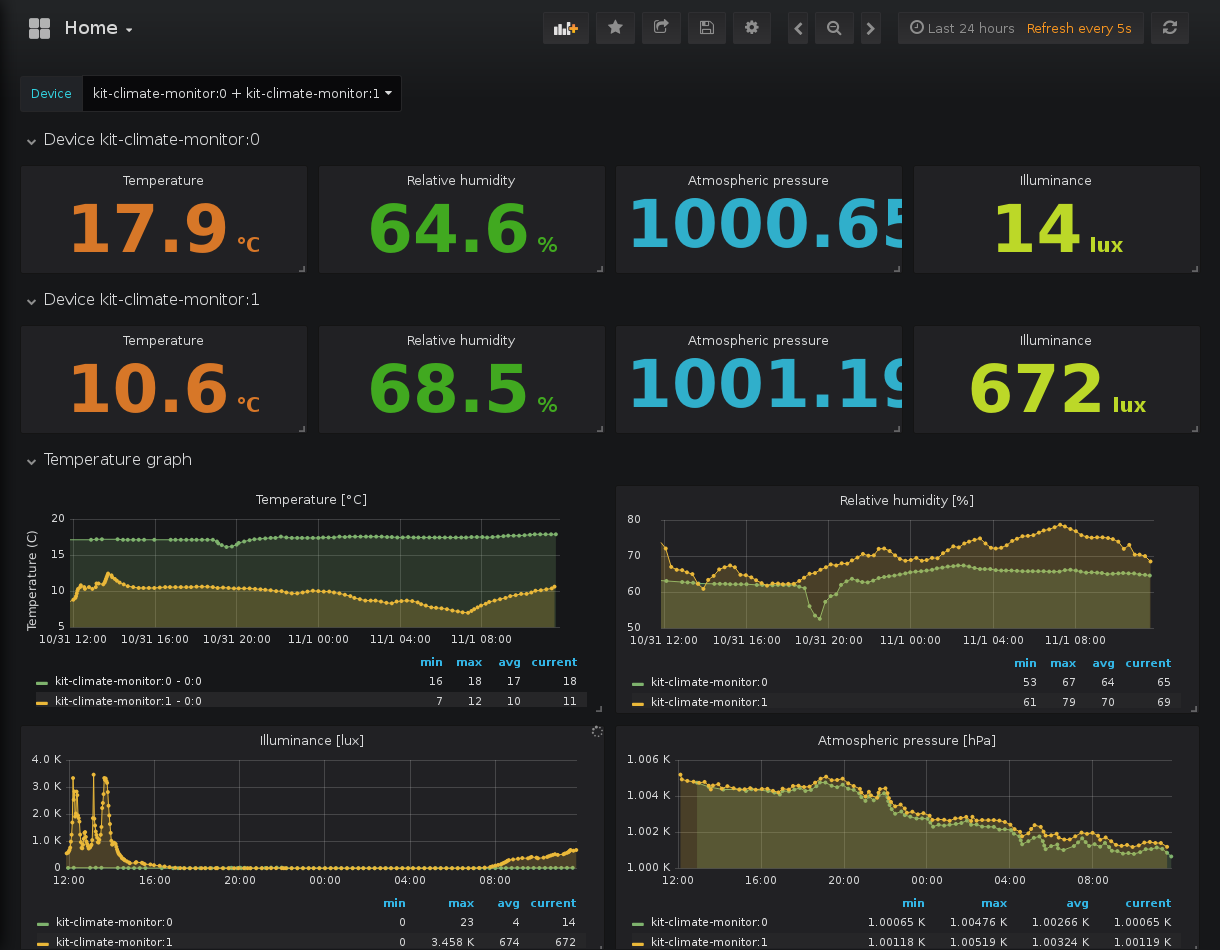 Home
Last 24 hours Refresh every 5s
Device kit-climate-monitor:0 + kit-climate-monitor:1
Device kit-climate-monitor:0
Temperature Relative humidity Atmospheric pressure Illuminance
17.9 °C 64.6 % 1000.65 14 lux
Device kit-climate-monitor:1
Temperature Relative humidity Atmospheric pressure Illuminance
10.6 °C 68.5 % 1001.19 672 lux
Temperature graph
Temperature [°C]
Temperature (C)
20
15
10
5
10/31 12:00 10/31 16:00 10/31 20:00 11/1 00:00 11/1 04:00 11/1 08:00
min max avg current
kit-climate-monitor:0 - 0:0 16 18 17 18
kit-climate-monitor:1 - 0:0 7 12 10 11
Relative humidity [%]
80
70
60
50
10/31 12:00 10/31 16:00 10/31 20:00 11/1 00:00 11/1 04:00 11/1 08:00
min max avg current
kit-climate-monitor:0 53 67 64 65
kit-climate-monitor:1 61 79 70 69
Illuminance [lux]
4.0 K
3.0 K
2.0 K
1.0 K
0
12:00 16:00 20:00 00:00 04:00 08:00
min max avg current
kit-climate-monitor:0 0 23 4 14
kit-climate-monitor:1 0 3.458 K 674 672
Atmospheric pressure [hPa]
1.006 K
1.004 K
1.002 K
1.000 K
12:00 16:00 20:00 00:00 04:00 08:00
min max avg current
kit-climate-monitor:0 1.00065 K 1.00476 K 1.00266 K 1.00065 K
kit-climate-monitor:1 1.00118 K 1.00519 K 1.00324 K 1.00119 K